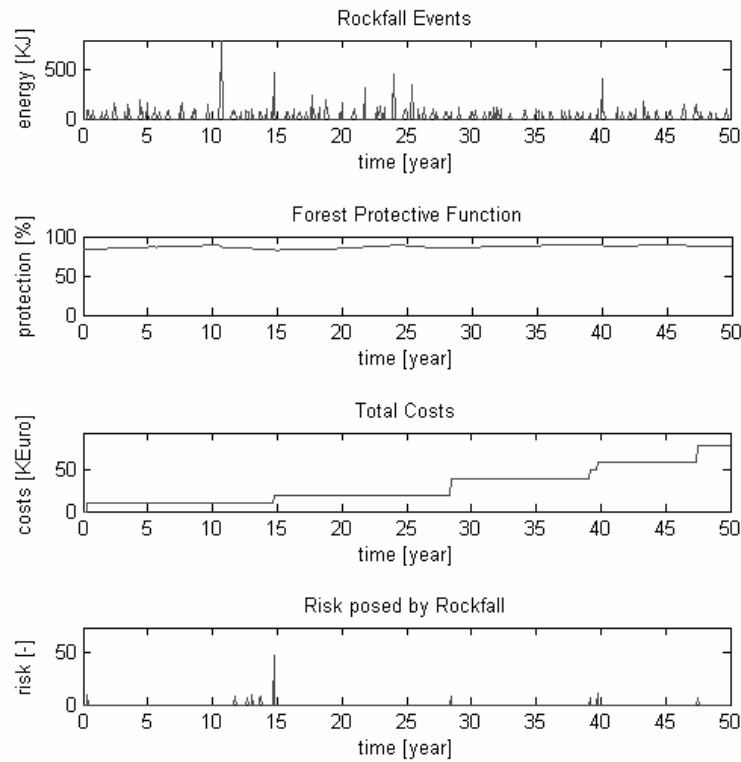 Rockfall Events
energy [KJ]
500
0
0 5 10 15 20 25 30 35 40 45 50
time [year]
Forest Protective Function
protection [%]
100
50
0
0 5 10 15 20 25 30 35 40 45 50
time [year]
Total Costs
costs [KEuro]
50
0
0 5 10 15 20 25 30 35 40 45 50
time [year]
Risk posed by Rockfall
risk [-]
50
0
0 5 10 15 20 25 30 35 40 45 50
time [year]